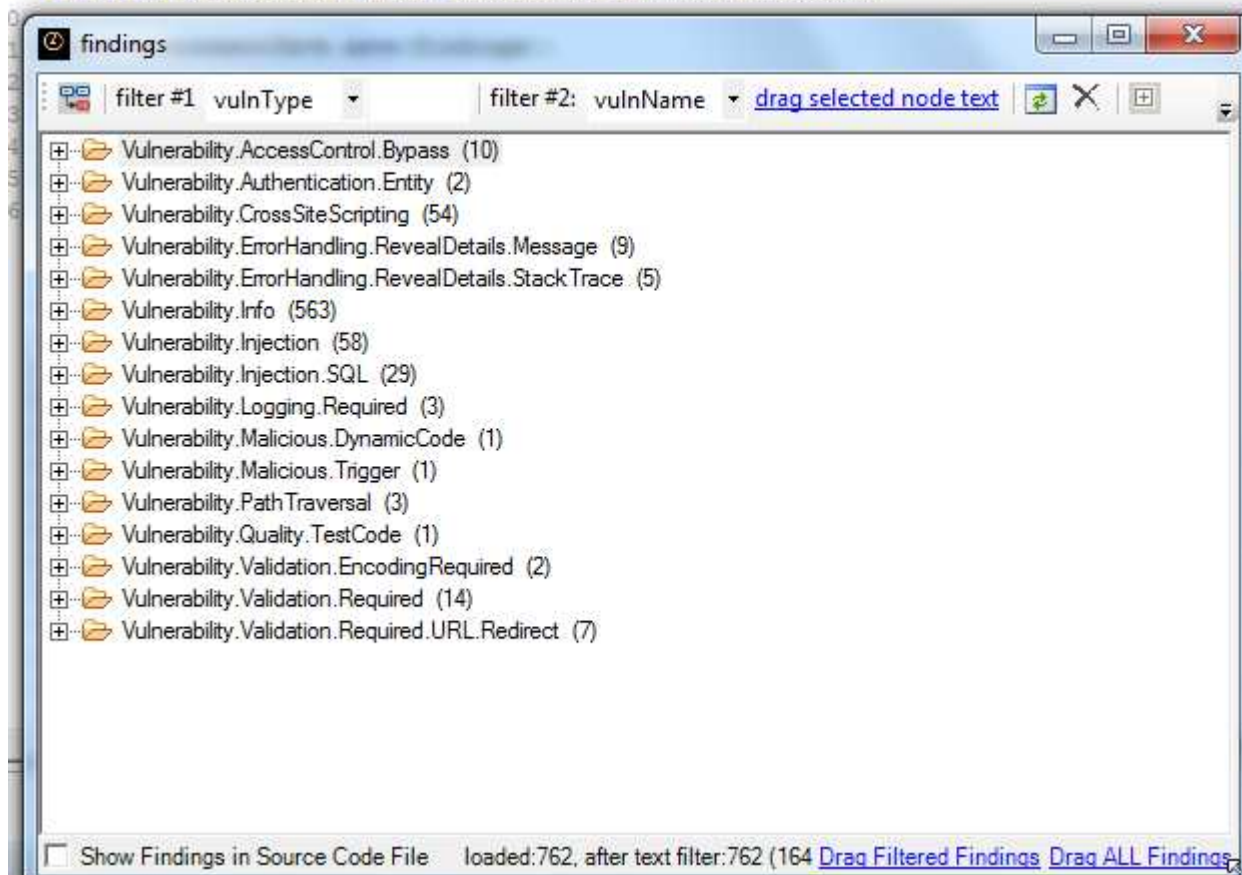 findings
filter #1 vulnType filter #2: vulnName drag selected node text
Vulnerability.AccessControl.Bypass (10)
Vulnerability.Authentication.Entity (2)
Vulnerability.CrossSiteScripting (54)
Vulnerability.ErrorHandling.RevealDetails.Message (9)
Vulnerability.ErrorHandling.RevealDetails.StackTrace (5)
Vulnerability.Info (563)
Vulnerability.Injection (58)
Vulnerability.Injection.SQL (29)
Vulnerability.Logging.Required (3)
Vulnerability.Malicious.DynamicCode (1)
Vulnerability.Malicious.Trigger (1)
Vulnerability.PathTraversal (3)
Vulnerability.Quality.TestCode (1)
Vulnerability.Validation.EncodingRequired (2)
Vulnerability.Validation.Required (14)
Vulnerability.Validation.Required.URL.Redirect (7)
Show Findings in Source Code File loaded:762, after text filter:762 (164 Drag Filtered Findings Drag ALL Findings